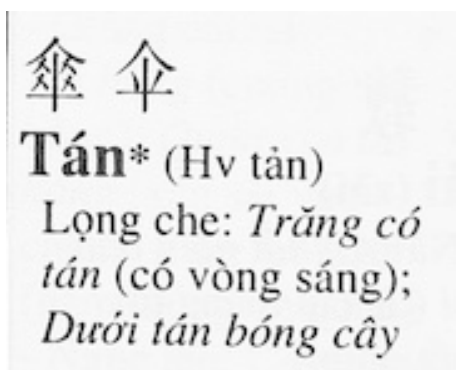 傘 伞
Tán* (Hv tản)
Lọng che: Trăng có
tán (có vòng sáng);
Dưới tán bóng cây